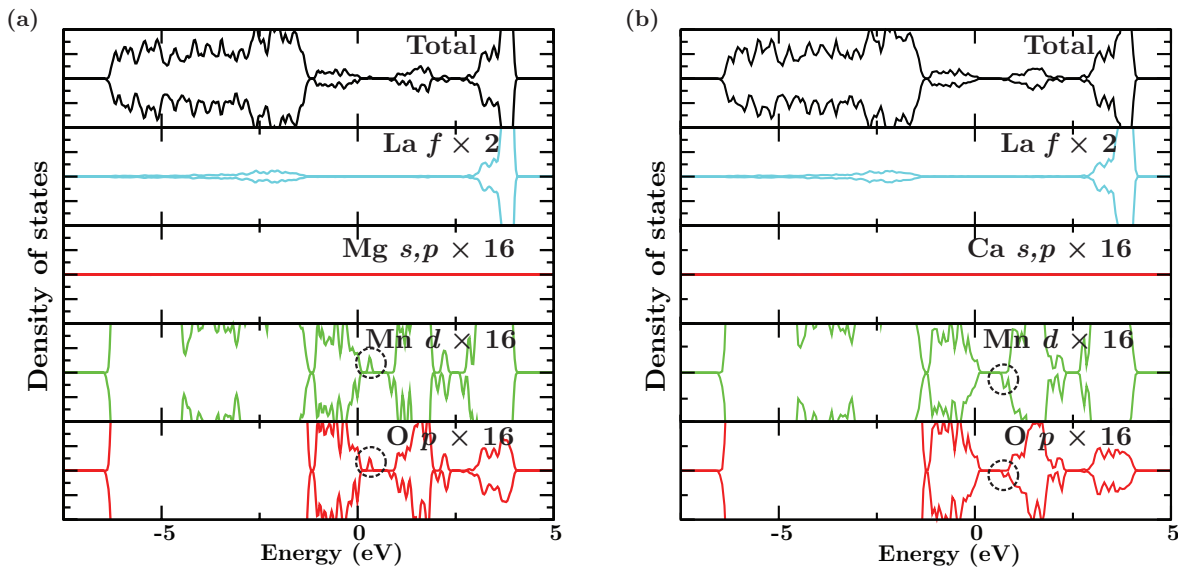 (a)
Total
La f × 2
Mg s,p × 16
Mn d × 16
O p × 16
Density of states
-5 0 5
Energy (eV)
(b)
Total
La f × 2
Ca s,p × 16
Mn d × 16
O p × 16
Density of states
-5 0 5
Energy (eV)